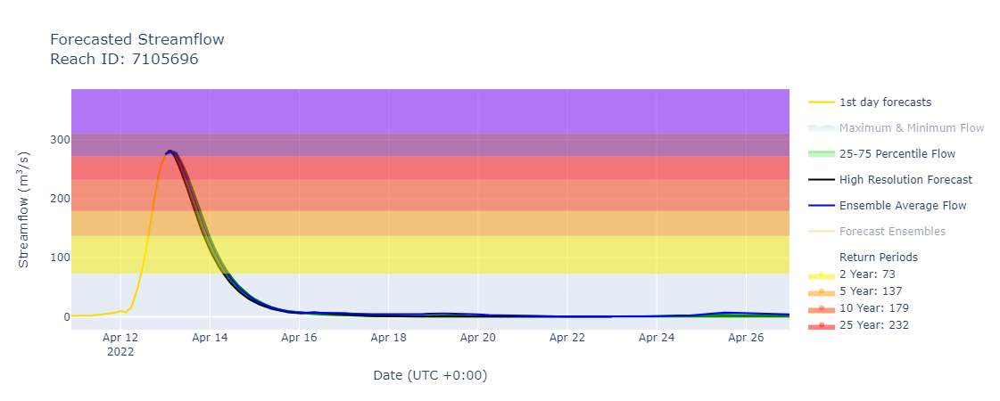 Forecasted Streamflow
Reach ID: 7105696
Streamflow (m³/s)
300
200
100
0
Apr 12
2022
Apr 14
Apr 16
Apr 18
Apr 20
Apr 22
Apr 24
Apr 26
Date (UTC +0:00)
1st day forecasts
Maximum & Minimum Flow
25-75 Percentile Flow
High Resolution Forecast
Ensemble Average Flow
Forecast Ensembles
Return Periods
2 Year: 73
5 Year: 137
10 Year: 179
25 Year: 232